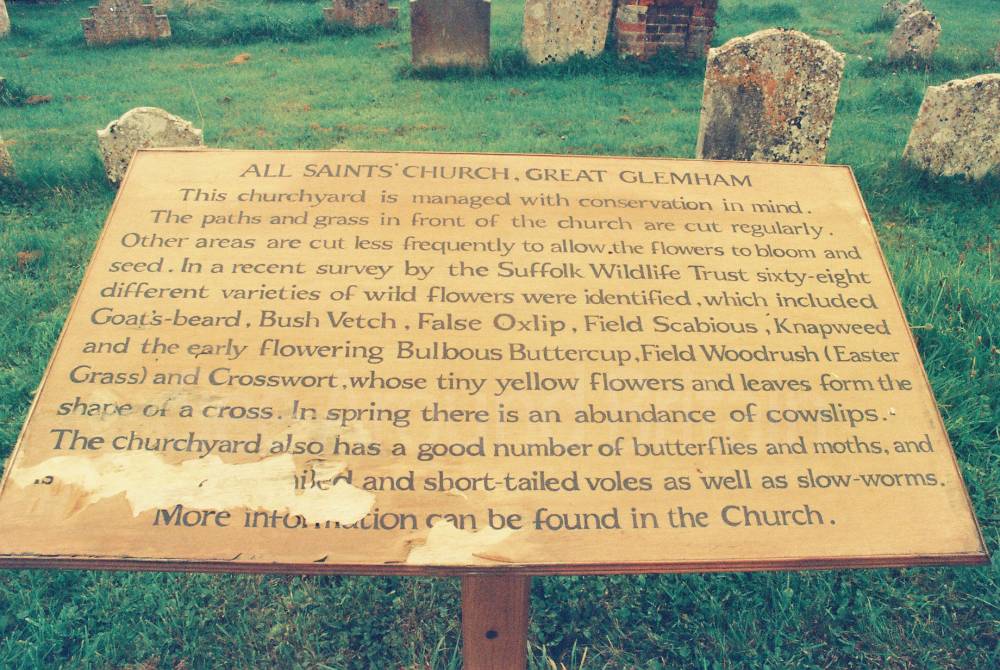 ALL SAINTS' CHURCH, GREAT GLEMHAM
This churchyard is managed with conservation in mind.
The paths and grass in front of the church are cut regularly.
Other areas are cut less frequently to allow the flowers to bloom and
seed. In a recent survey by the Suffolk Wildlife Trust sixty-eight
different varieties of wild flowers were identified, which included
Goat's-beard, Bush Vetch, False Oxlip, Field Scabious, Knapweed
and the early flowering Bulbous Buttercup, Field Woodrush (Easter
Grass) and Crosswort, whose tiny yellow flowers and leaves form the
shape of a cross. In spring there is an abundance of cowslips.
The churchyard also has a good number of butterflies and moths, and
and short-tailed voles as well as slow-worms.
More information can be found in the Church.